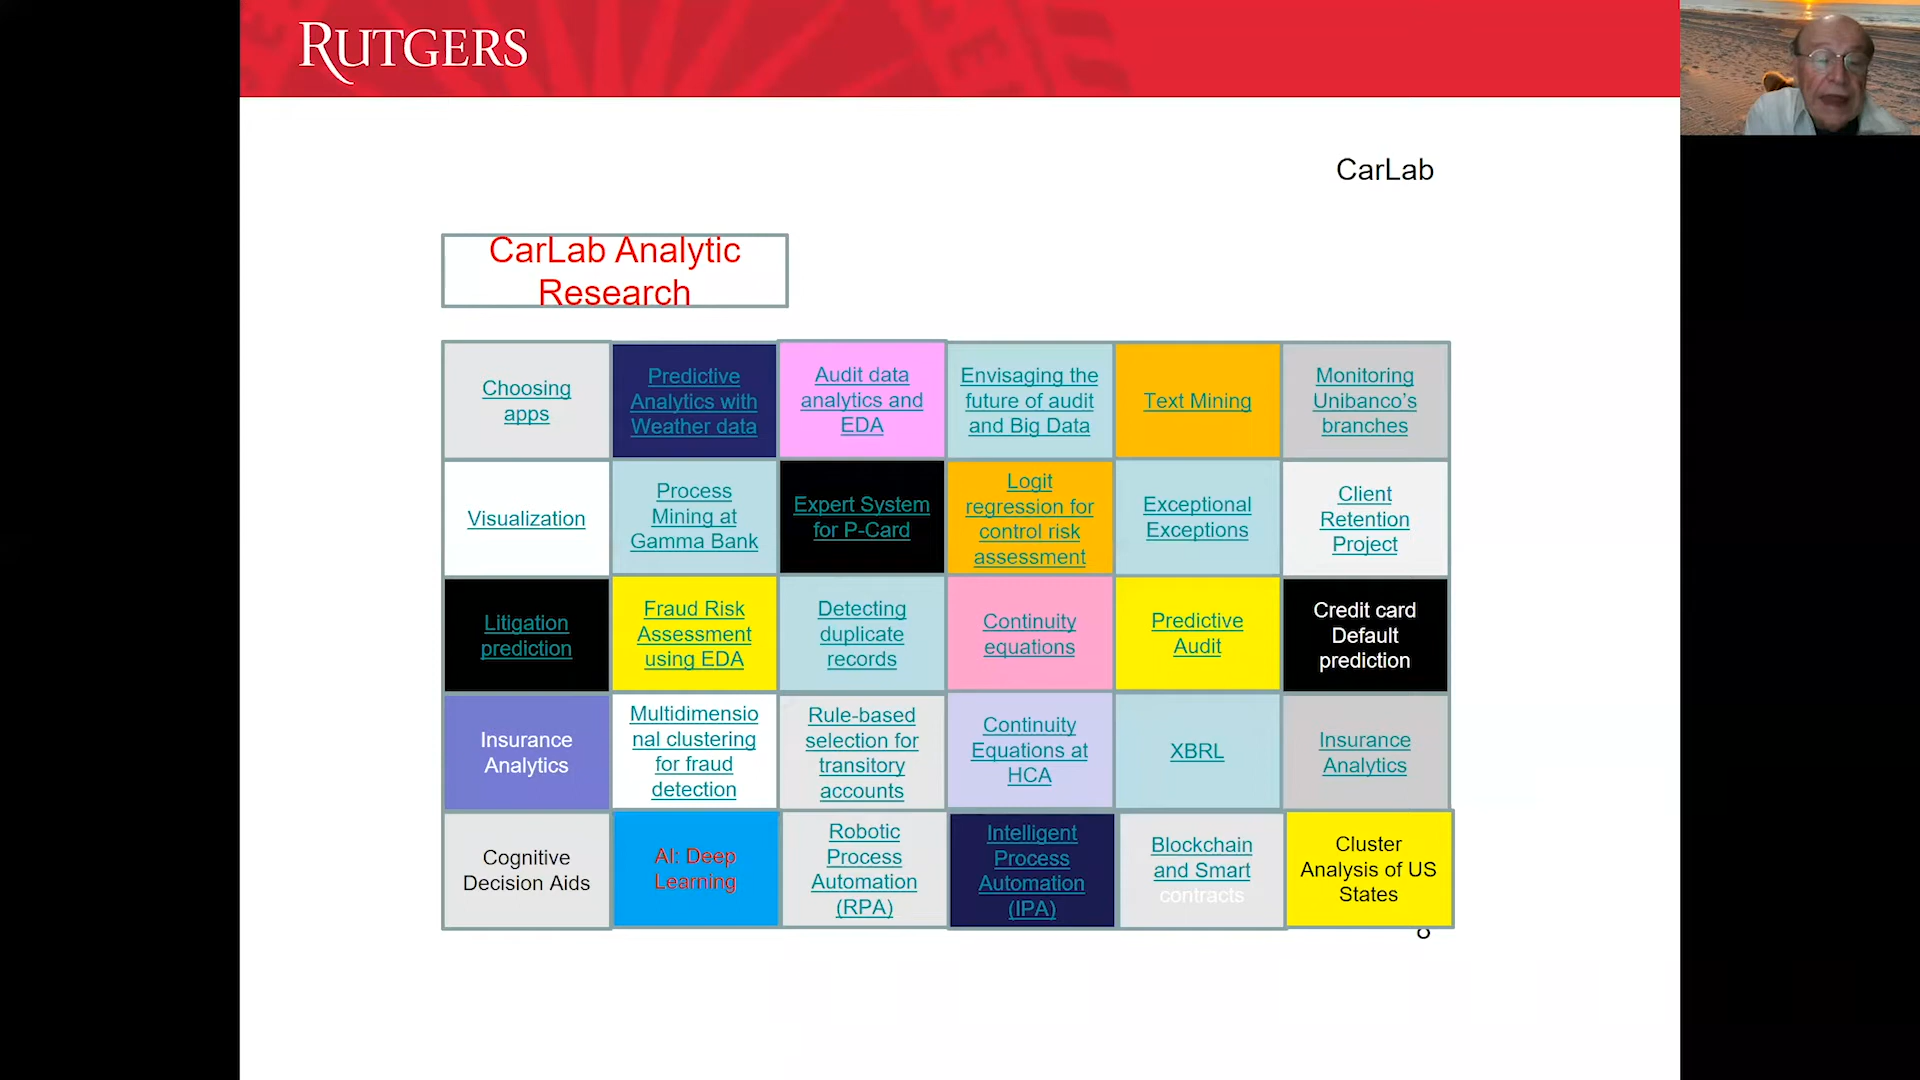 RUTGERS
CarLab
CarLab Analytic
Research
Choosing
apps
Predictive
Analytics with
Weather data
Audit data
analytics and
EDA
Envisaging the
future of audit
and Big Data
Text Mining
Monitoring
Unibanco's
branches
Visualization
Process
Mining at
Gamma Bank
Expert System
for P-Card
Logit
regression for
control risk
assessment
Exceptional
Exceptions
Client
Retention
Project
Litigation
prediction
Fraud Risk
Assessment
using EDA
Detecting
duplicate
records
Continuity
equations
Predictive
Audit
Credit card
Default
prediction
Insurance
Analytics
Multidimensio
nal clustering
for fraud
detection
Rule-based
selection for
transitory
accounts
Continuity
Equations at
HCA
XBRL
Insurance
Analytics
Cognitive
Decision Aids
AI: Deep
Learning
Robotic
Process
Automation
(RPA)
Intelligent
Process
Automation
(IPA)
Blockchain
and Smart
contracts
Cluster
Analysis of US
States